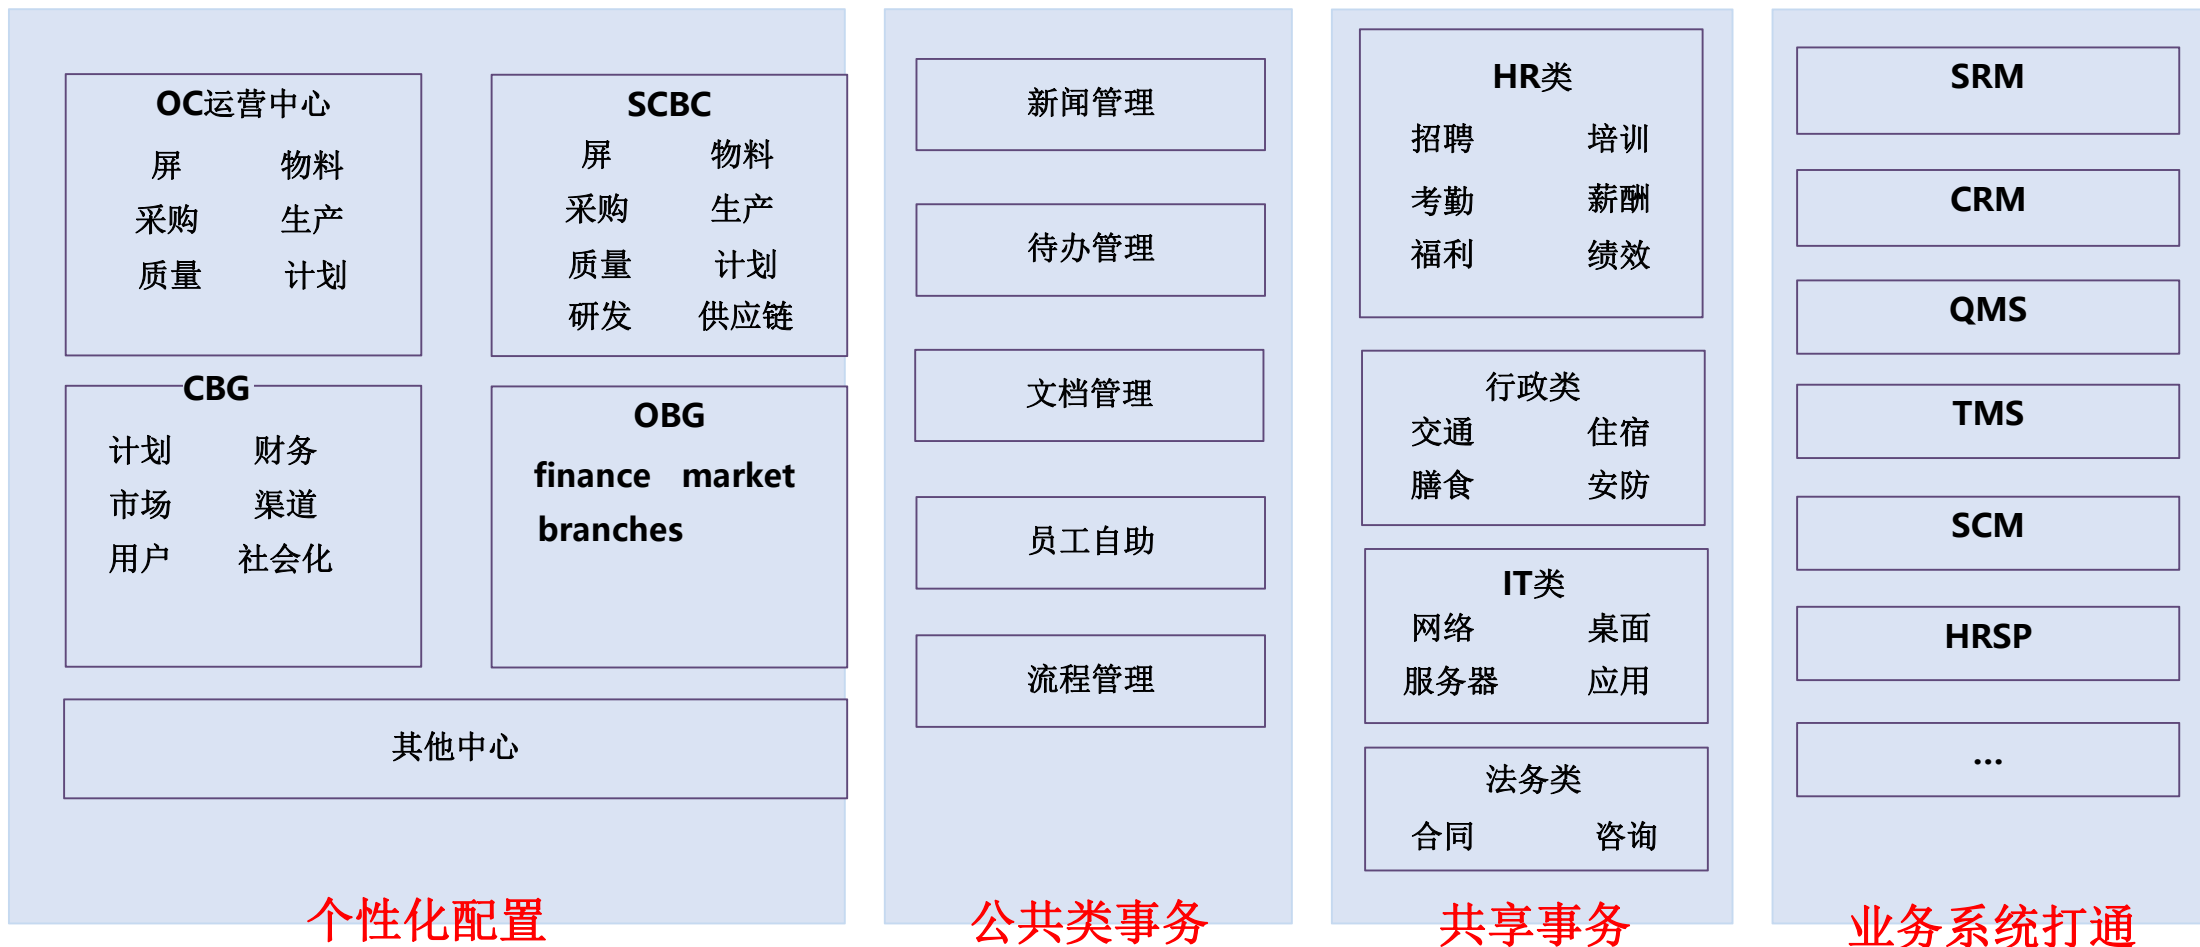 OC运营中心
屏 物料
采购 生产
质量 计划
SCBC
屏 物料
采购 生产
质量 计划
研发 供应链
CBG
计划 财务
市场 渠道
用户 社会化
OBG
finance market
branches
其他中心
个性化配置
新闻管理
待办管理
文档管理
员工自助
流程管理
公共类事务
HR类
招聘 培训
考勤 薪酬
福利 绩效
行政类
交通 住宿
膳食 安防
IT类
网络 桌面
服务器 应用
法务类
合同 咨询
共享事务
SRM
CRM
QMS
TMS
SCM
HRSP
...
业务系统打通